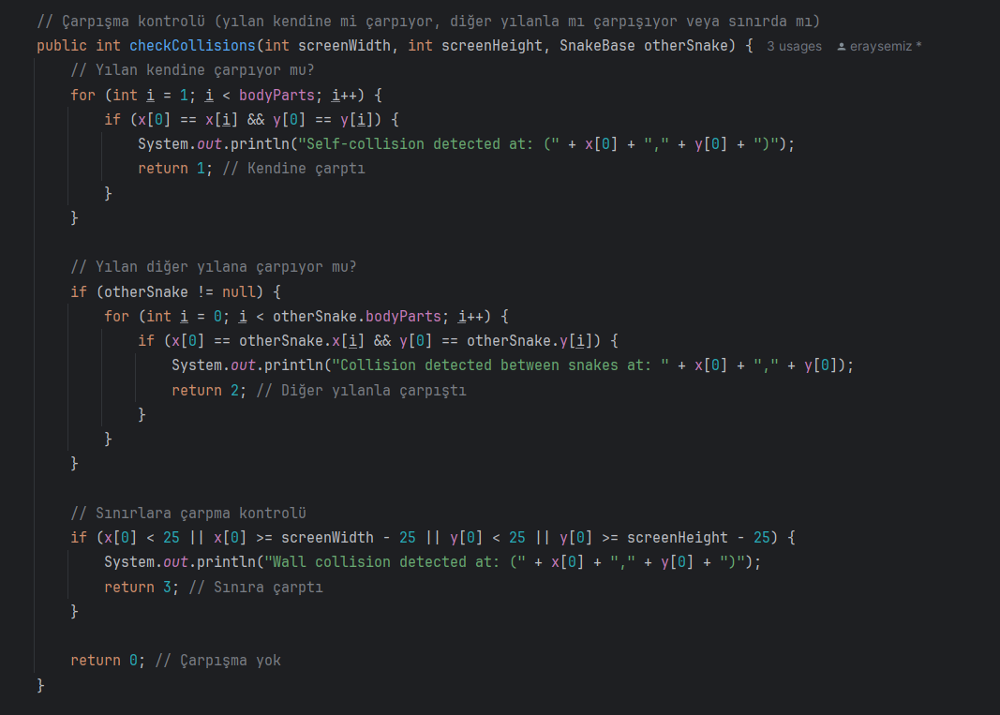 // Çarpışma kontrolü (yılan kendine mi çarpıyor, diğer yılanla mı çarpışıyor veya sınırda mı)
public int checkCollisions(int screenWidth, int screenHeight, SnakeBase otherSnake) { 3 usages eraysemiz *
    // Yılan kendine çarpıyor mu?
    for (int i = 1; i < bodyParts; i++) {
        if (x[0] == x[i] && y[0] == y[i]) {
            System.out.println("Self-collision detected at: (" + x[0] + "," + y[0] + ")");
            return 1; // Kendine çarptı
        }
    }

    // Yılan diğer yılana çarpıyor mu?
    if (otherSnake != null) {
        for (int i = 0; i < otherSnake.bodyParts; i++) {
            if (x[0] == otherSnake.x[i] && y[0] == otherSnake.y[i]) {
                System.out.println("Collision detected between snakes at: " + x[0] + "," + y[0]);
                return 2; // Diğer yılanla çarpıştı
            }
        }
    }

    // Sınırlara çarpma kontrolü
    if (x[0] < 25 || x[0] >= screenWidth - 25 || y[0] < 25 || y[0] >= screenHeight - 25) {
        System.out.println("Wall collision detected at: (" + x[0] + "," + y[0] + ")");
        return 3; // Sınıra çarptı
    }

    return 0; // Çarpışma yok
}